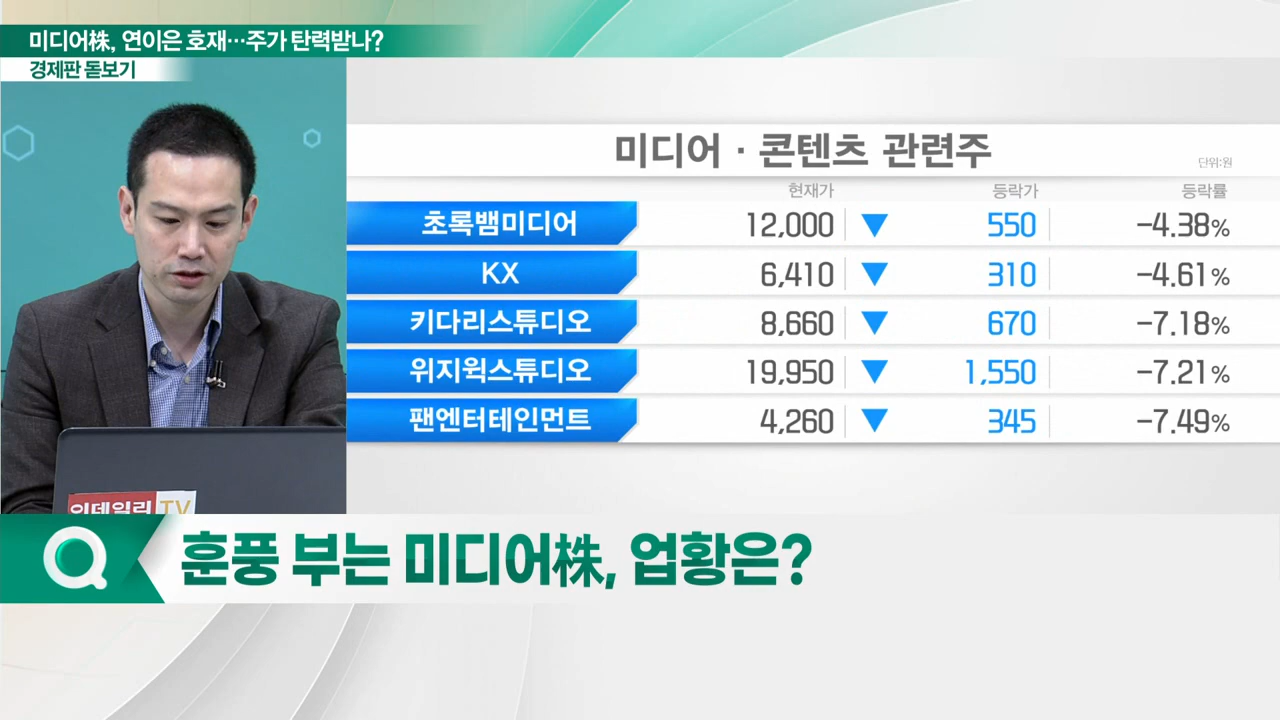 미디어株, 연이은 호재…주가 탄력받나?
경제판 돋보기
미디어·콘텐츠 관련주
단위:원
현재가 등락가 등락률
초록뱀미디어 12,000 ▼ 550 -4.38%
KX 6,410 ▼ 310 -4.61%
키다리스튜디오 8,660 ▼ 670 -7.18%
위지윅스튜디오 19,950 ▼ 1,550 -7.21%
팬엔터테인먼트 4,260 ▼ 345 -7.49%
이데일리 TV
훈풍 부는 미디어株, 업황은?